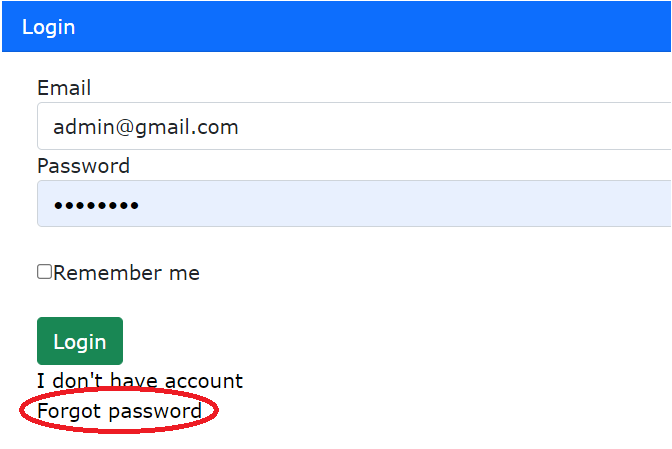 Login
Email
admin@gmail.com
Password
••••••••
Remember me
Login
I don't have account
Forgot password